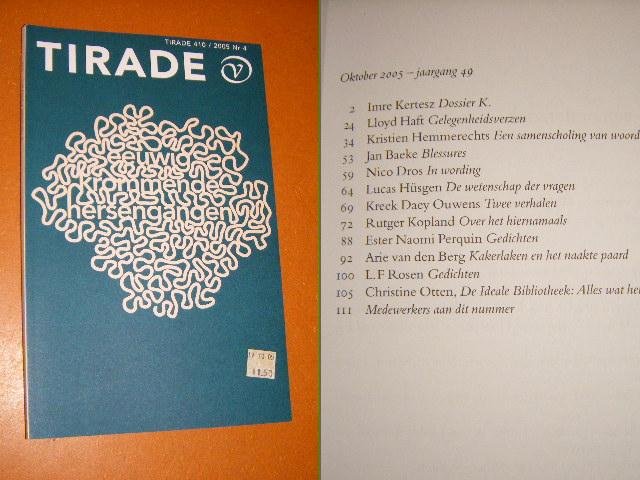 TIRADE 410 / 2005 Nr 4
TIRADE
eeuwig
krommende
hersengangen
11.50
Oktober 2005 – jaargang 49
2 Imre Kertesz Dossier K.
24 Lloyd Haft Gelegenheidsverzen
34 Kristien Hemmerechts Een samenscholing van woord
53 Jan Baeke Blessures
59 Nico Dros In wording
64 Lucas Hüsgen De wetenschap der vragen
69 Kreek Daey Ouwens Twee verhalen
72 Rutger Kopland Over het hiernamaals
88 Ester Naomi Perquin Gedichten
92 Arie van den Berg Kakerlaken en het naakte paard
100 L.F Rosen Gedichten
105 Christine Otten, De Ideale Bibliotheek: Alles wat he
111 Medewerkers aan dit nummer